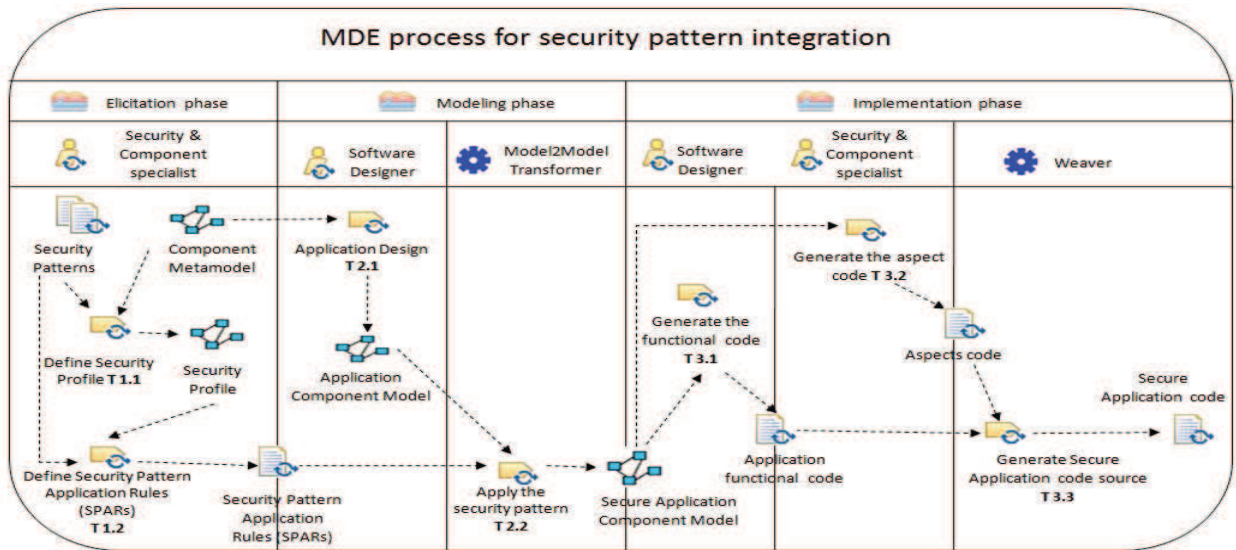 MDE process for security pattern integration
Elicitation phase
Modeling phase
Implementation phase
Security &
Component
specialist
Software
Designer
Model2Model
Transformer
Software
Designer
Security &
Component
specialist
Weaver
Security
Patterns
Component
Metamodel
Application Design
T 2.1
Generate the aspect
code T 3.2
Define Security
Profile T 1.1
Security
Profile
Application
Component Model
Generate the
functional code
T 3.1
Aspects code
Secure
Application code
Define Security Pattern
Application Rules
(SPARs)
T 1.2
Security Pattern
Application
Rules (SPARs)
Apply the
security pattern
T 2.2
Secure Application
Component Model
Application
functional code
Generate Secure
Application code source
T 3.3